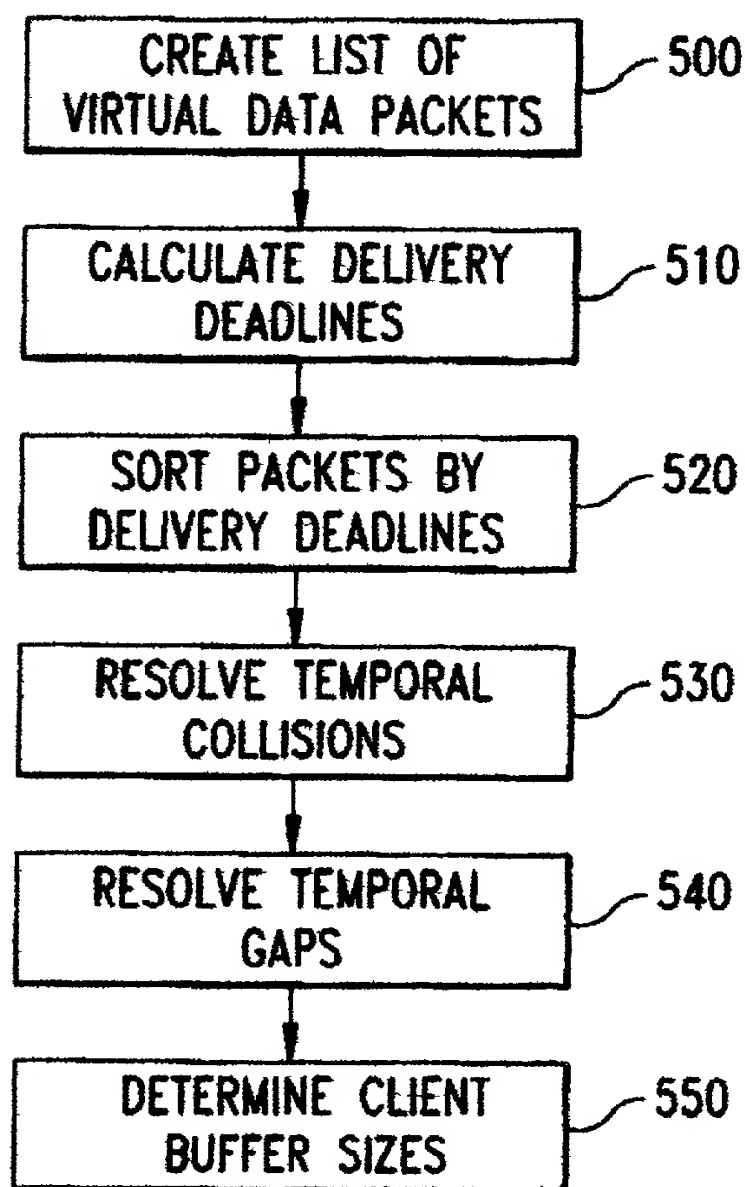 CREATE LIST OF
VIRTUAL DATA PACKETS
500
CALCULATE DELIVERY
DEADLINES
510
SORT PACKETS BY
DELIVERY DEADLINES
520
RESOLVE TEMPORAL
COLLISIONS
530
RESOLVE TEMPORAL
GAPS
540
DETERMINE CLIENT
BUFFER SIZES
550